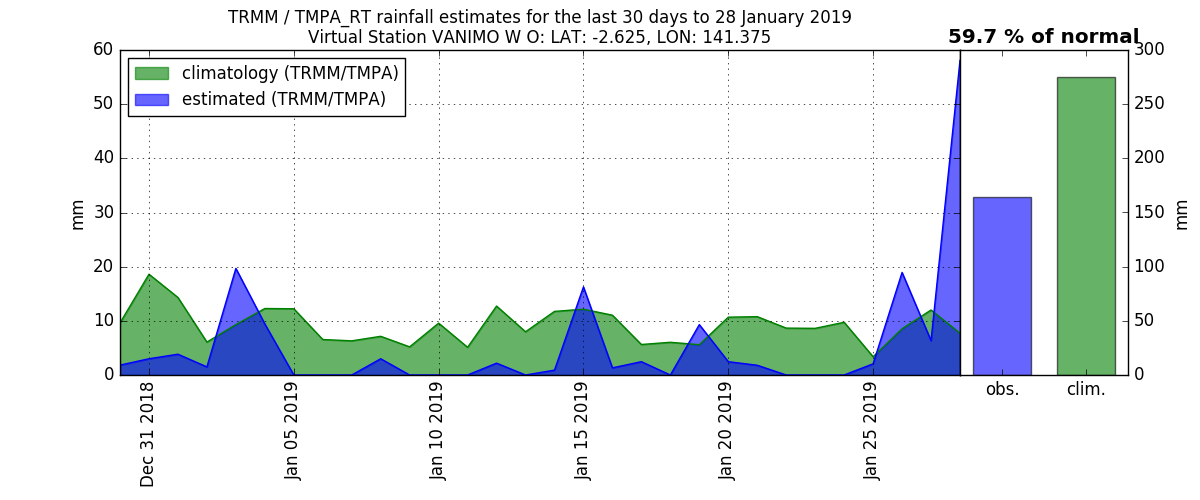 TRMM / TMPA_RT rainfall estimates for the last 30 days to 28 January 2019
Virtual Station VANIMO W O: LAT: -2.625, LON: 141.375
59.7 % of normal
climatology (TRMM/TMPA)
estimated (TRMM/TMPA)
60
50
40
30
20
10
0
mm
Dec 31 2018
Jan 05 2019
Jan 10 2019
Jan 15 2019
Jan 20 2019
Jan 25 2019
obs.
clim.
300
250
200
150
100
50
0
mm